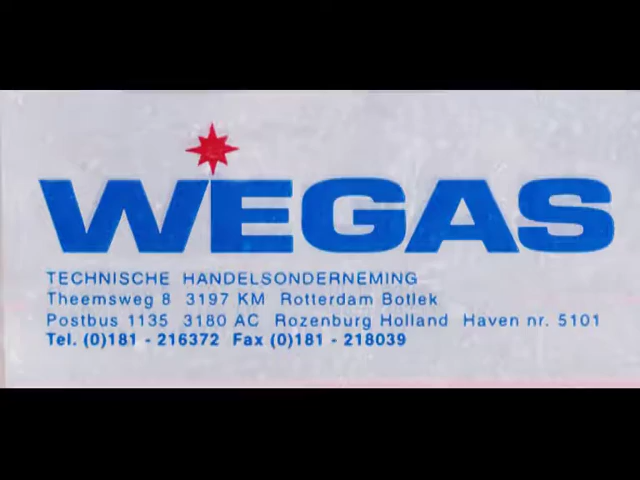 WEGAS
TECHNISCHE HANDELSONDERNEMING
Theemsweg 8 3197 KM Rotterdam Botlek
Postbus 1135 3180 AC Rozenburg Holland Haven nr. 5101
Tel. (0)181 - 216372 Fax (0)181 - 218039